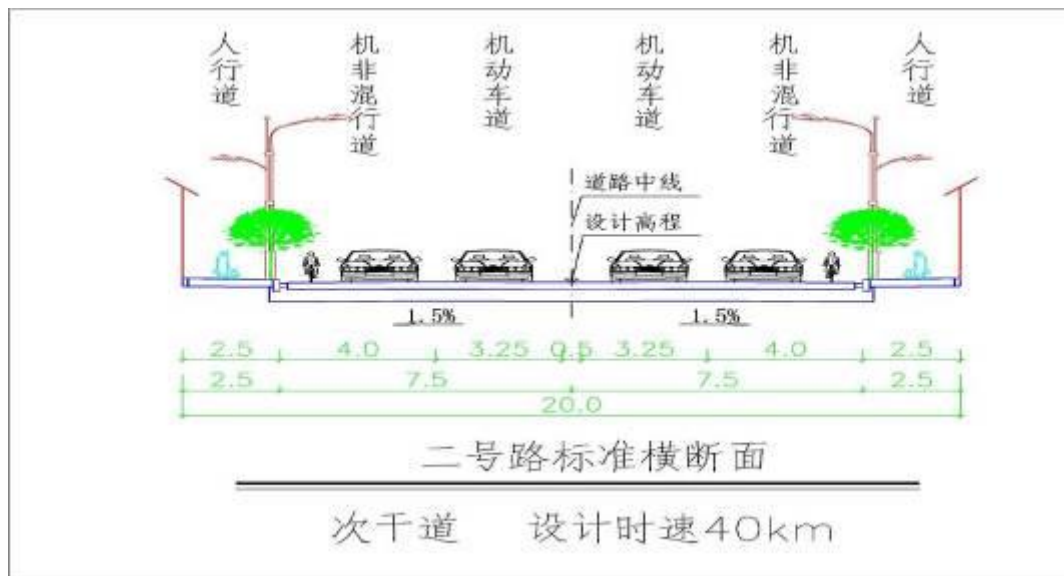 人行道
机非混行道
机动车道
机动车道
机非混行道
人行道
道路中线
设计高程
1.5% 1.5%
2.5 4.0 3.25 0.5 3.25 4.0 2.5
2.5 7.5 7.5 2.5
20.0
二号路标准横断面
次干道 设计时速40km